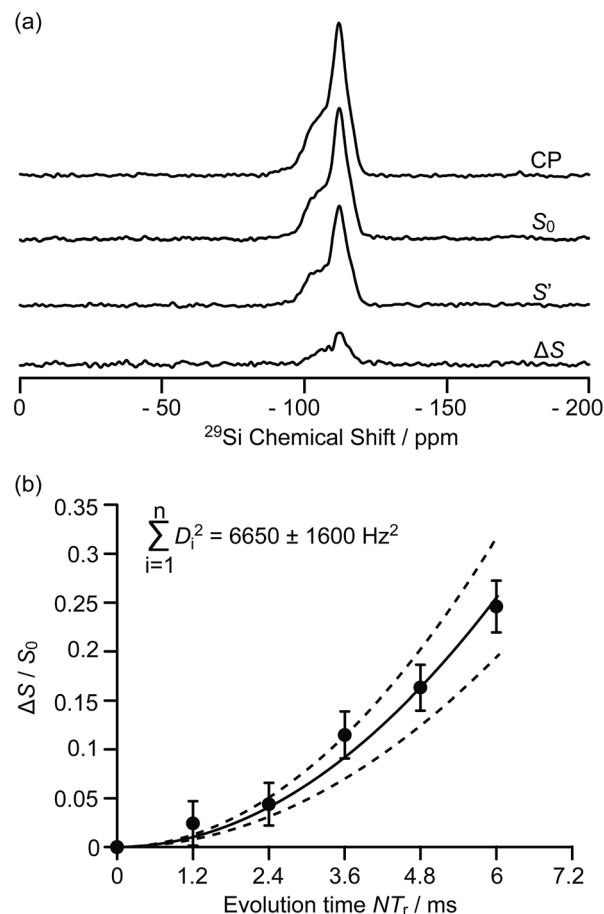 (a)
CP
S₀
S'
ΔS
0 - 50 - 100 - 150 - 200
²⁹Si Chemical Shift / ppm
(b)
n
∑ Dᵢ² = 6650 ± 1600 Hz²
i=1
0.35
0.3
0.25
0.2
0.15
0.1
0.05
0
ΔS / S₀
0 1.2 2.4 3.6 4.8 6 7.2
Evolution time NTᵣ / ms